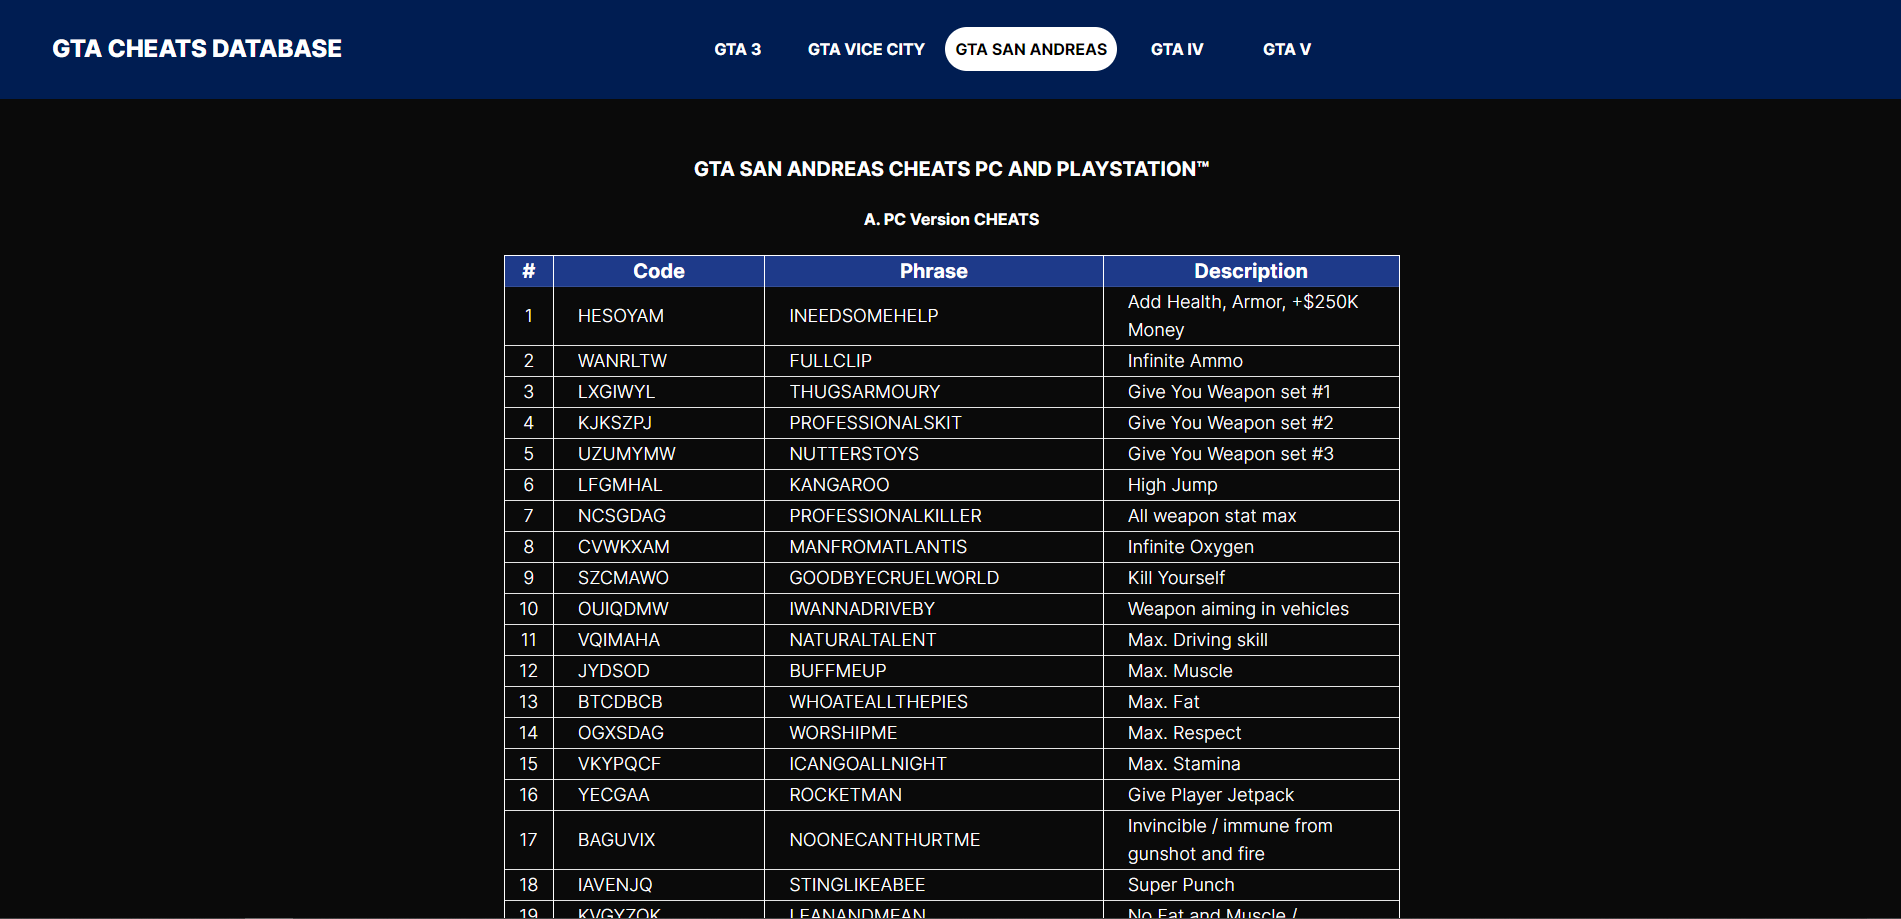 GTA CHEATS DATABASE
GTA 3 GTA VICE CITY GTA SAN ANDREAS GTA IV GTA V
GTA SAN ANDREAS CHEATS PC AND PLAYSTATION™
A. PC Version CHEATS
# Code Phrase Description
1 HESOYAM INEEDSOMEHELP Add Health, Armor, +$250K
Money
2 WANRLTW FULLCLIP Infinite Ammo
3 LXGIWYL THUGSARMOURY Give You Weapon set #1
4 KJKSZPJ PROFESSIONALSKIT Give You Weapon set #2
5 UZUMYMW NUTTERSTOYS Give You Weapon set #3
6 LFGMHAL KANGAROO High Jump
7 NCSGDAG PROFESSIONALKILLER All weapon stat max
8 CVWKXAM MANFROMATLANTIS Infinite Oxygen
9 SZCMAWO GOODBYECRUELWORLD Kill Yourself
10 OUIQDMW IWANNADRIVEBY Weapon aiming in vehicles
11 VQIMAHA NATURALTALENT Max. Driving skill
12 JYDSOD BUFFMEUP Max. Muscle
13 BTCDBCB WHOATEALLTHEPIES Max. Fat
14 OGXSDAG WORSHIPME Max. Respect
15 VKYPQCF ICANGOALLNIGHT Max. Stamina
16 YECGAA ROCKETMAN Give Player Jetpack
17 BAGUVIX NOONECANTHURTME Invincible / immune from
gunshot and fire
18 IAVENJQ STINGLIKEABEE Super Punch
19 KVGYZQK LEANANDMEAN No Fat and Muscle /